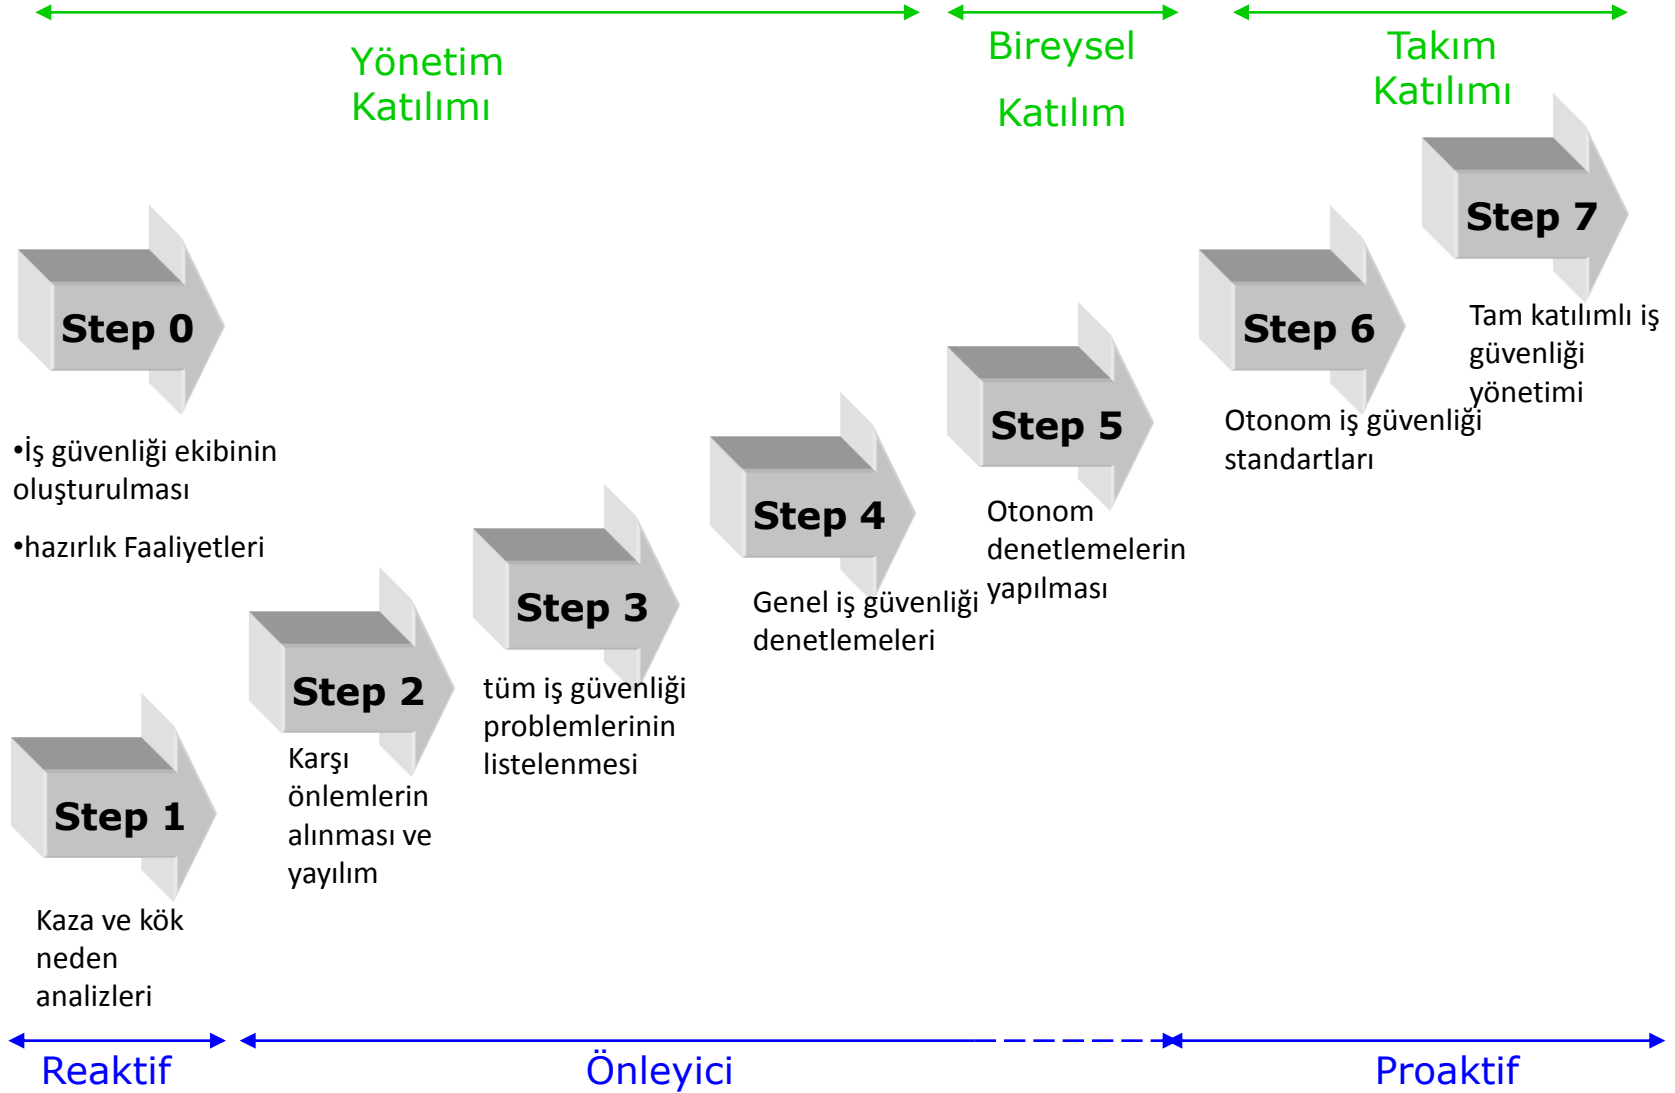 Yönetim
Katılımı
Bireysel
Katılım
Takım
Katılımı
Step 0
•İş güvenliği ekibinin
oluşturulması
•hazırlık Faaliyetleri
Step 1
Kaza ve kök
neden
analizleri
Step 2
Karşı
önlemlerin
alınması ve
yayılım
Step 3
tüm iş güvenliği
problemlerinin
listelenmesi
Step 4
Genel iş güvenliği
denetlemeleri
Step 5
Otonom
denetlemelerin
yapılması
Step 6
Otonom iş güvenliği
standartları
Step 7
Tam katılımlı iş
güvenliği
yönetimi
Reaktif
Önleyici
Proaktif